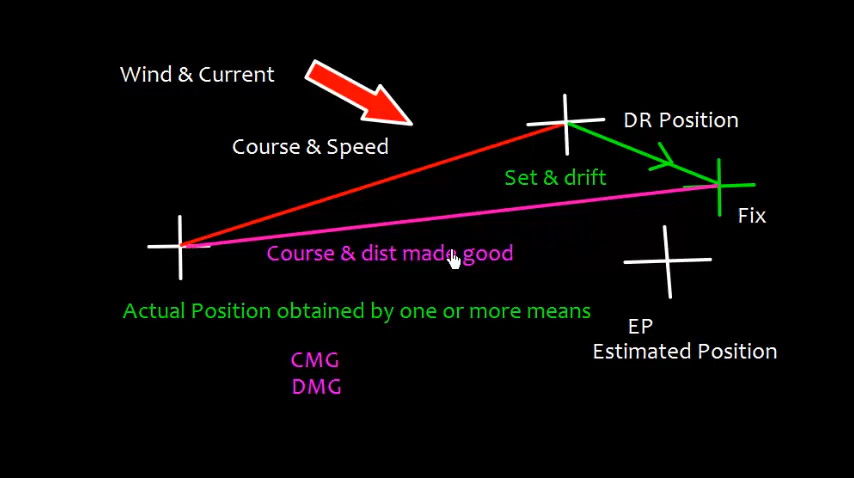 Wind & Current
DR Position
Course & Speed
Set & drift
Fix
Course & dist made good
Actual Position obtained by one or more means
EP
Estimated Position
CMG
DMG